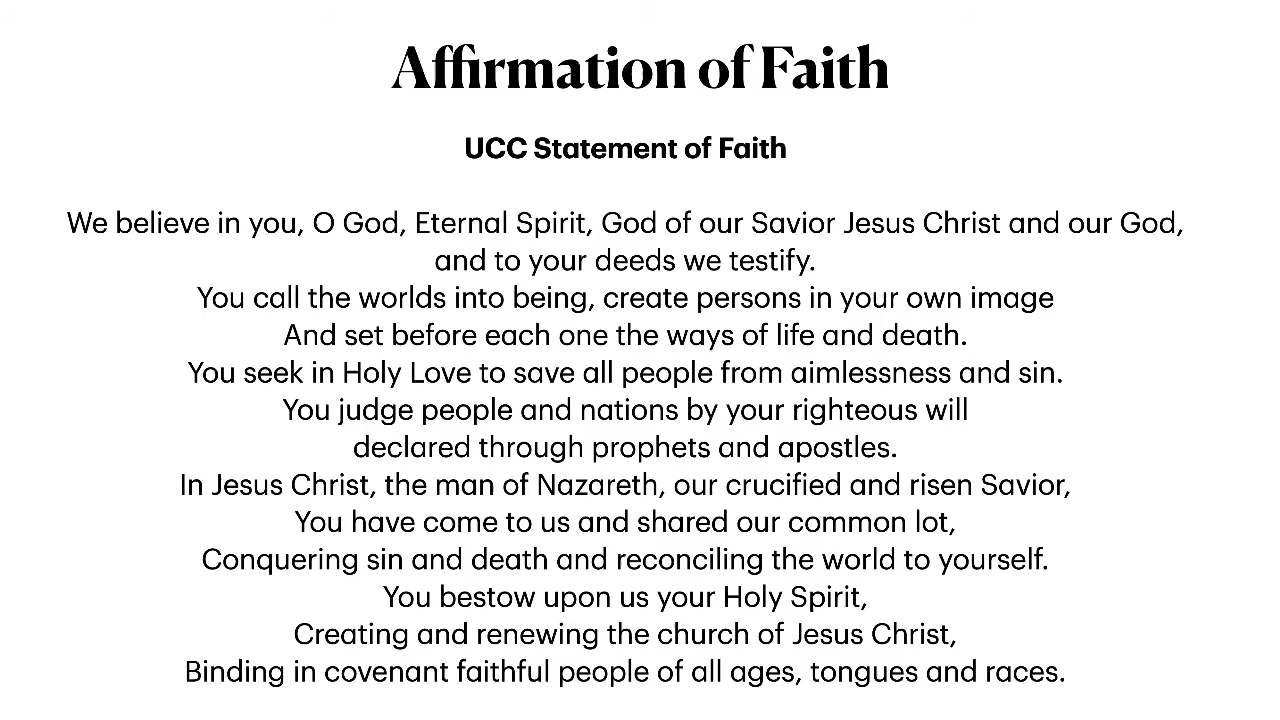 Affirmation of Faith
UCC Statement of Faith
We believe in you, O God, Eternal Spirit, God of our Savior Jesus Christ and our God,
and to your deeds we testify.
You call the worlds into being, create persons in your own image
And set before each one the ways of life and death.
You seek in Holy Love to save all people from aimlessness and sin.
You judge people and nations by your righteous will
declared through prophets and apostles.
In Jesus Christ, the man of Nazareth, our crucified and risen Savior,
You have come to us and shared our common lot,
Conquering sin and death and reconciling the world to yourself.
You bestow upon us your Holy Spirit,
Creating and renewing the church of Jesus Christ,
Binding in covenant faithful people of all ages, tongues and races.